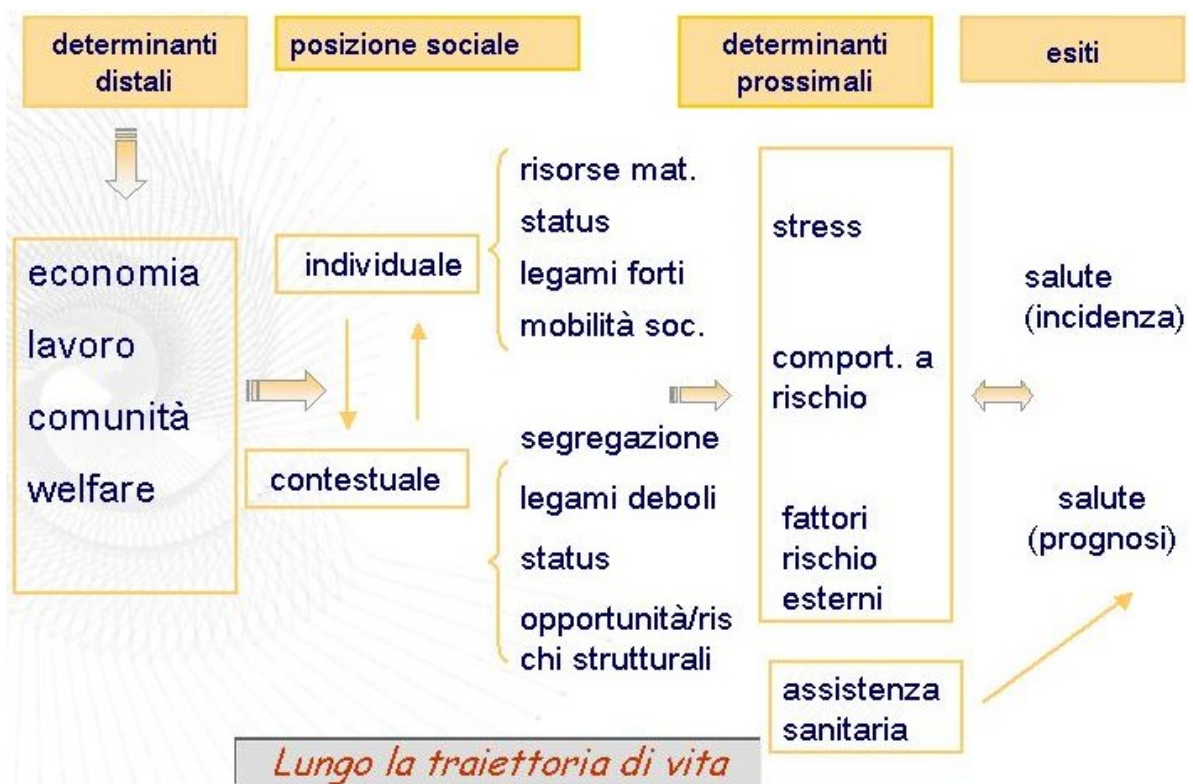 determinanti
distali
posizione sociale
determinanti
prossimali
esiti
economia
lavoro
comunità
welfare
individuale
contestuale
risorse mat.
status
legami forti
mobilità soc.
segregazione
legami deboli
status
opportunità/ris
chi strutturali
stress
comport. a
rischio
fattori
rischio
esterni
assistenza
sanitaria
salute
(incidenza)
salute
(prognosi)
Lungo la traiettoria di vita